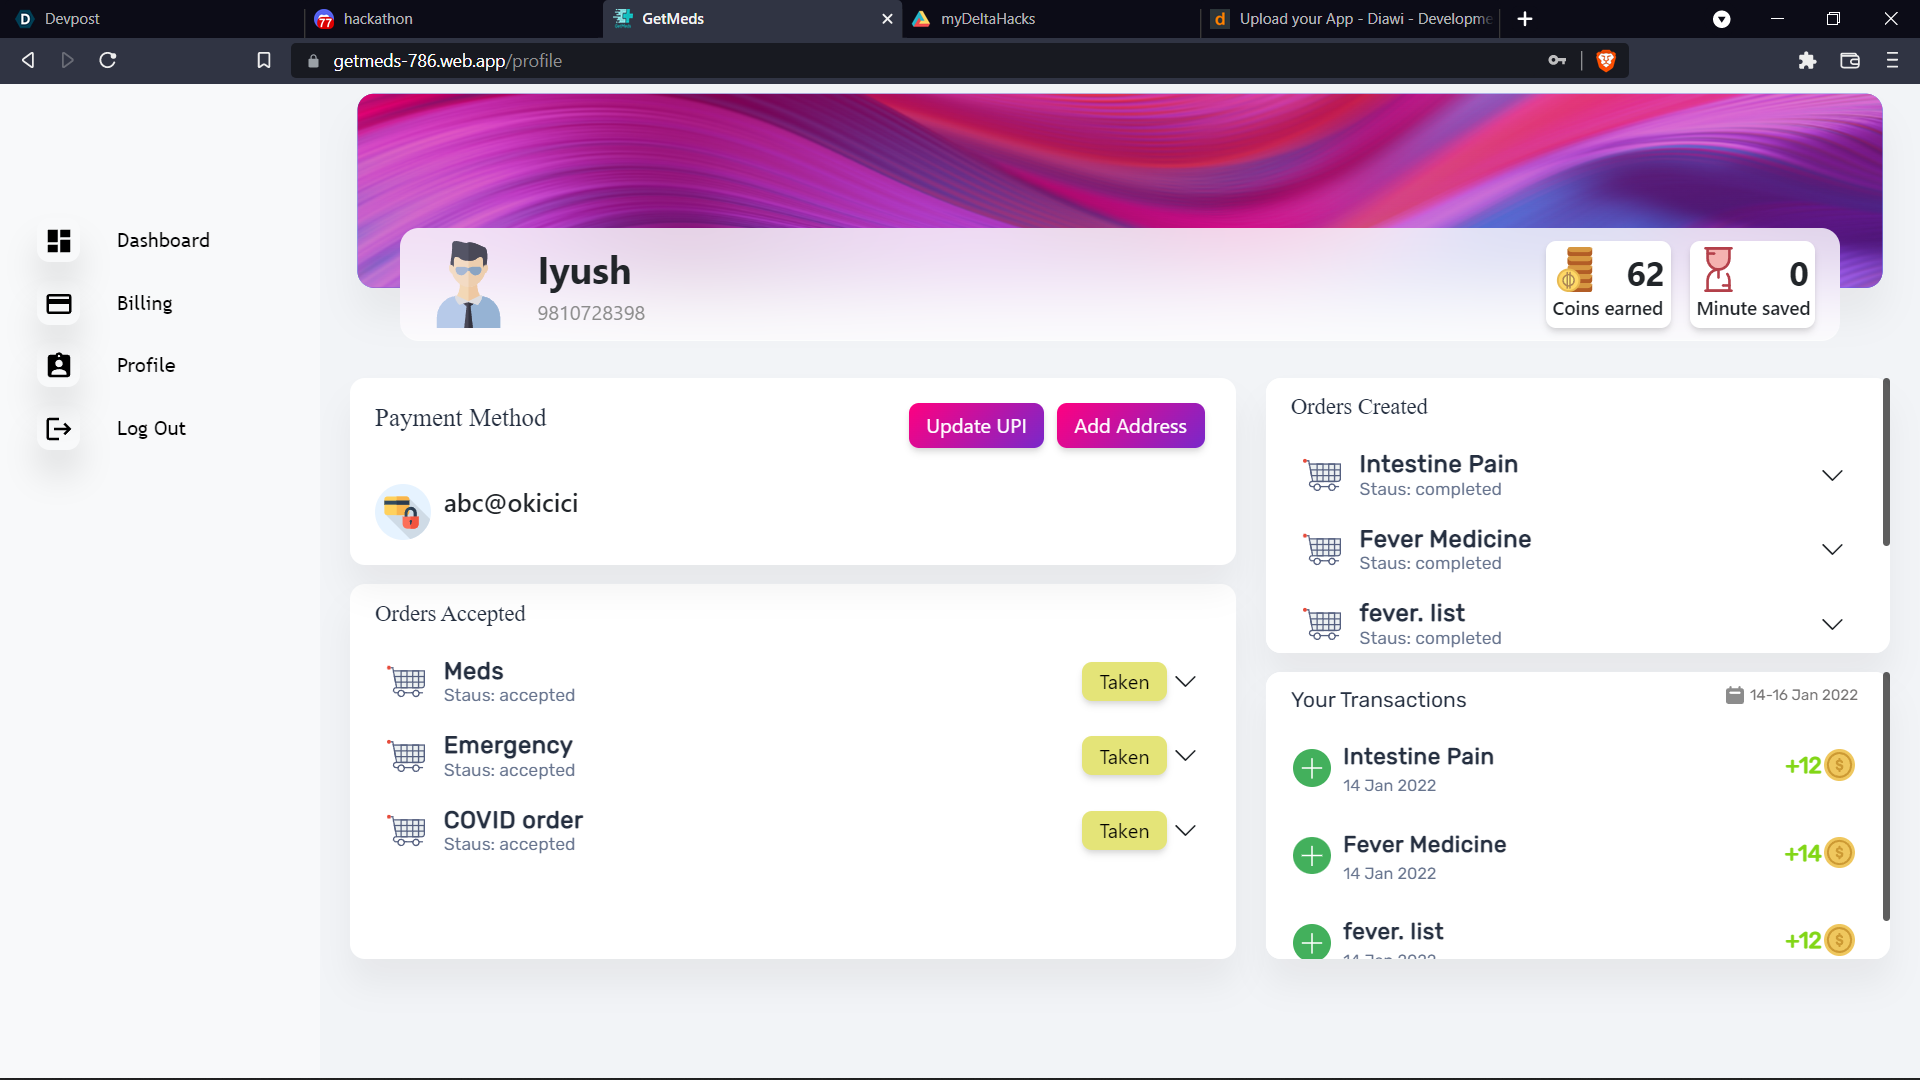 Devpost
hackathon
GetMeds
myDeltaHacks
Upload your App - Diawi - Developme
getmeds-786.web.app/profile
Dashboard
Billing
Profile
Log Out
Iyush
9810728398
62
Coins earned
0
Minute saved
Payment Method
Update UPI
Add Address
abc@okicici
Orders Accepted
Meds
Staus: accepted
Taken
Emergency
Staus: accepted
Taken
COVID order
Staus: accepted
Taken
Orders Created
Intestine Pain
Staus: completed
Fever Medicine
Staus: completed
fever. list
Staus: completed
Your Transactions
14-16 Jan 2022
Intestine Pain
14 Jan 2022
+12
Fever Medicine
14 Jan 2022
+14
fever. list
14 Jan 2022
+12